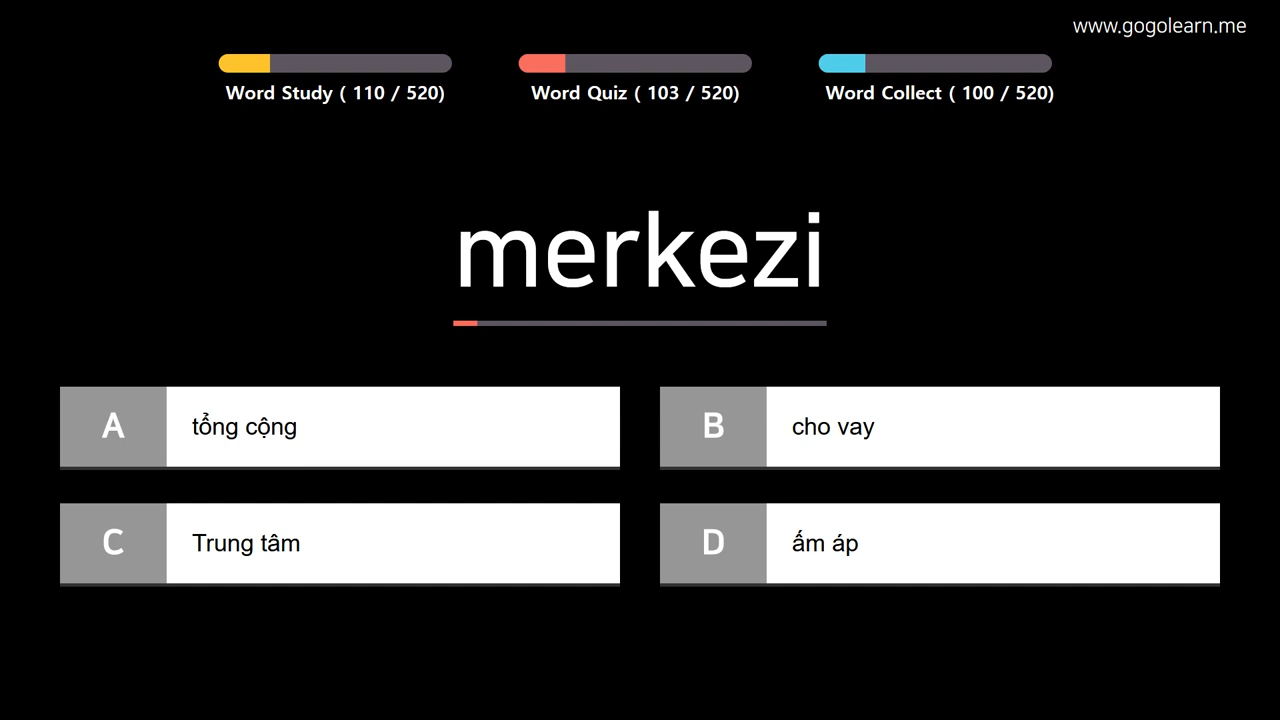 www.gogolearn.me
Word Study ( 110 / 520)
Word Quiz ( 103 / 520)
Word Collect ( 100 / 520)
merkezi
A
tổng cộng
B
cho vay
C
Trung tâm
D
ấm áp